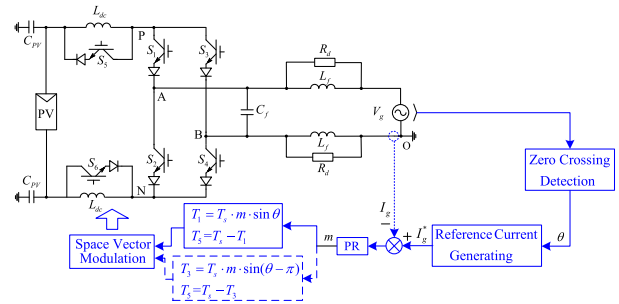 L_dc
C_PV
P
S_1
S_3
S_5
R_d
L_f
A
PV
C_f
V_g
B
L_f
O
S_2
S_4
R_d
S_6
C_PV
N
L_dc
Zero Crossing
Detection
I_g
−
+
I_g^*
θ
Reference Current
Generating
PR
m
T_1 = T_s · m · sin θ
T_5 = T_s − T_1
T_3 = T_s · m · sin(θ − π)
T_5 = T_s − T_3
Space Vector
Modulation